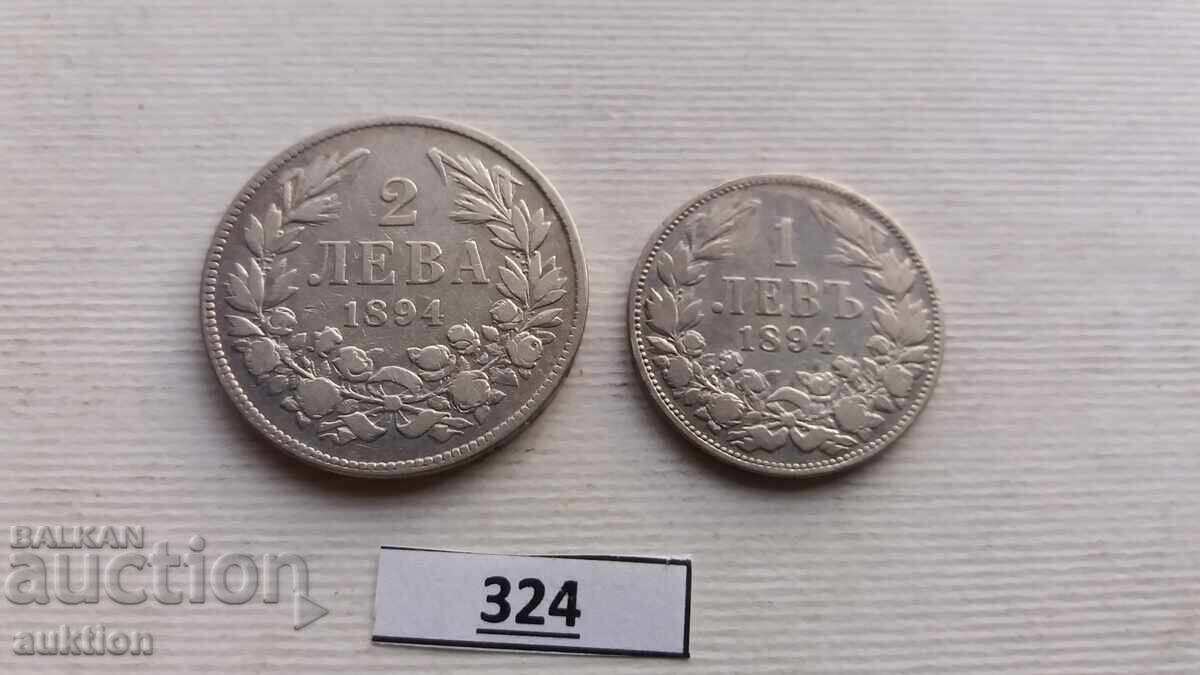 2
ЛЕВА
1894
1
ЛЕВЪ
1894
BALKAN
auction
auktion
324